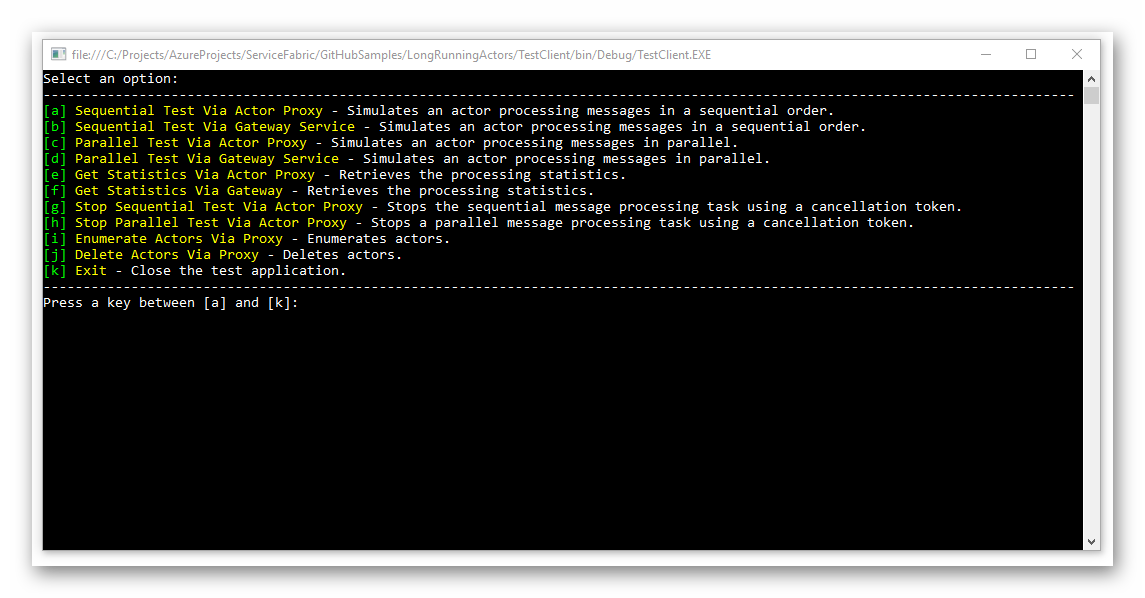 file:///C:/Projects/AzureProjects/ServiceFabric/GitHubSamples/LongRunningActors/TestClient/bin/Debug/TestClient.EXE
Select an option:
---------------------------------------------------------------------------------------------------------------------------------
[a] Sequential Test Via Actor Proxy - Simulates an actor processing messages in a sequential order.
[b] Sequential Test Via Gateway Service - Simulates an actor processing messages in a sequential order.
[c] Parallel Test Via Actor Proxy - Simulates an actor processing messages in parallel.
[d] Parallel Test Via Gateway Service - Simulates an actor processing messages in parallel.
[e] Get Statistics Via Actor Proxy - Retrieves the processing statistics.
[f] Get Statistics Via Gateway - Retrieves the processing statistics.
[g] Stop Sequential Test Via Actor Proxy - Stops the sequential message processing task using a cancellation token.
[h] Stop Parallel Test Via Actor Proxy - Stops a parallel message processing task using a cancellation token.
[i] Enumerate Actors Via Proxy - Enumerates actors.
[j] Delete Actors Via Proxy - Deletes actors.
[k] Exit - Close the test application.
---------------------------------------------------------------------------------------------------------------------------------
Press a key between [a] and [k]: